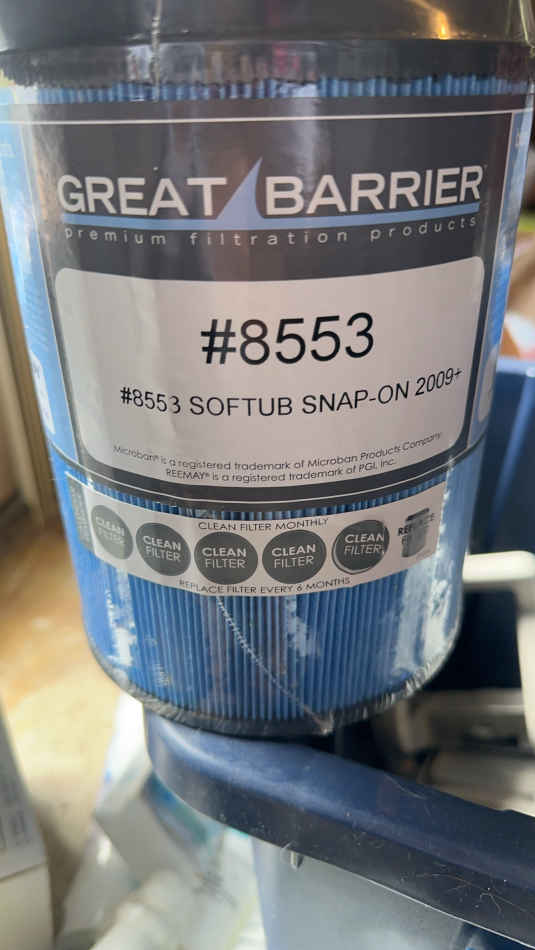 GREAT BARRIER
premium filtration products
#8553
#8553 SOFTUB SNAP-ON 2009+
Microban® is a registered trademark of Microban Products Company
REEMAY® is a registered trademark of PGI, Inc.
CLEAN FILTER MONTHLY
CLEAN FILTER
CLEAN FILTER
CLEAN FILTER
CLEAN FILTER
CLEAN FILTER
REPLACE
REPLACE FILTER EVERY 6 MONTHS